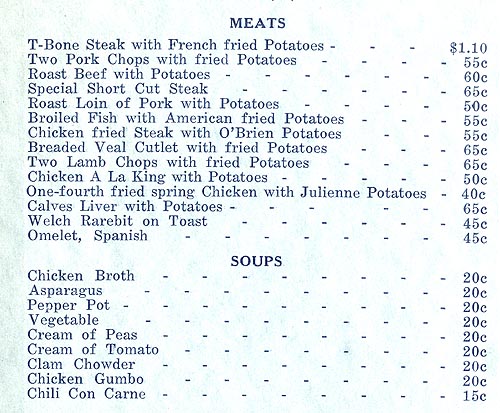 MEATS
T-Bone Steak with French fried Potatoes - - - - $1.10
Two Pork Chops with fried Potatoes - - - - 55c
Roast Beef with Potatoes - - - - - - - 60c
Special Short Cut Steak - - - - - - 65c
Roast Loin of Pork with Potatoes - - - - 50c
Broiled Fish with American fried Potatoes - - - 55c
Chicken fried Steak with O'Brien Potatoes - - - 55c
Breaded Veal Cutlet with fried Potatoes - - - 65c
Two Lamb Chops with fried Potatoes - - - - 65c
Chicken A La King with Potatoes - - - - - 50c
One-fourth fried spring Chicken with Julienne Potatoes - 40c
Calves Liver with Potatoes - - - - - - - 65c
Welch Rarebit on Toast - - - - - - 45c
Omelet, Spanish - - - - - - - 45c
SOUPS
Chicken Broth - - - - - - - - 20c
Asparagus - - - - - - - - 20c
Pepper Pot - - - - - - - - - 20c
Vegetable - - - - - - - - 20c
Cream of Peas - - - - - - - - 20c
Cream of Tomato - - - - - - - 20c
Clam Chowder - - - - - - - - 20c
Chicken Gumbo - - - - - - - 20c
Chili Con Carne - - - - - - - 15c